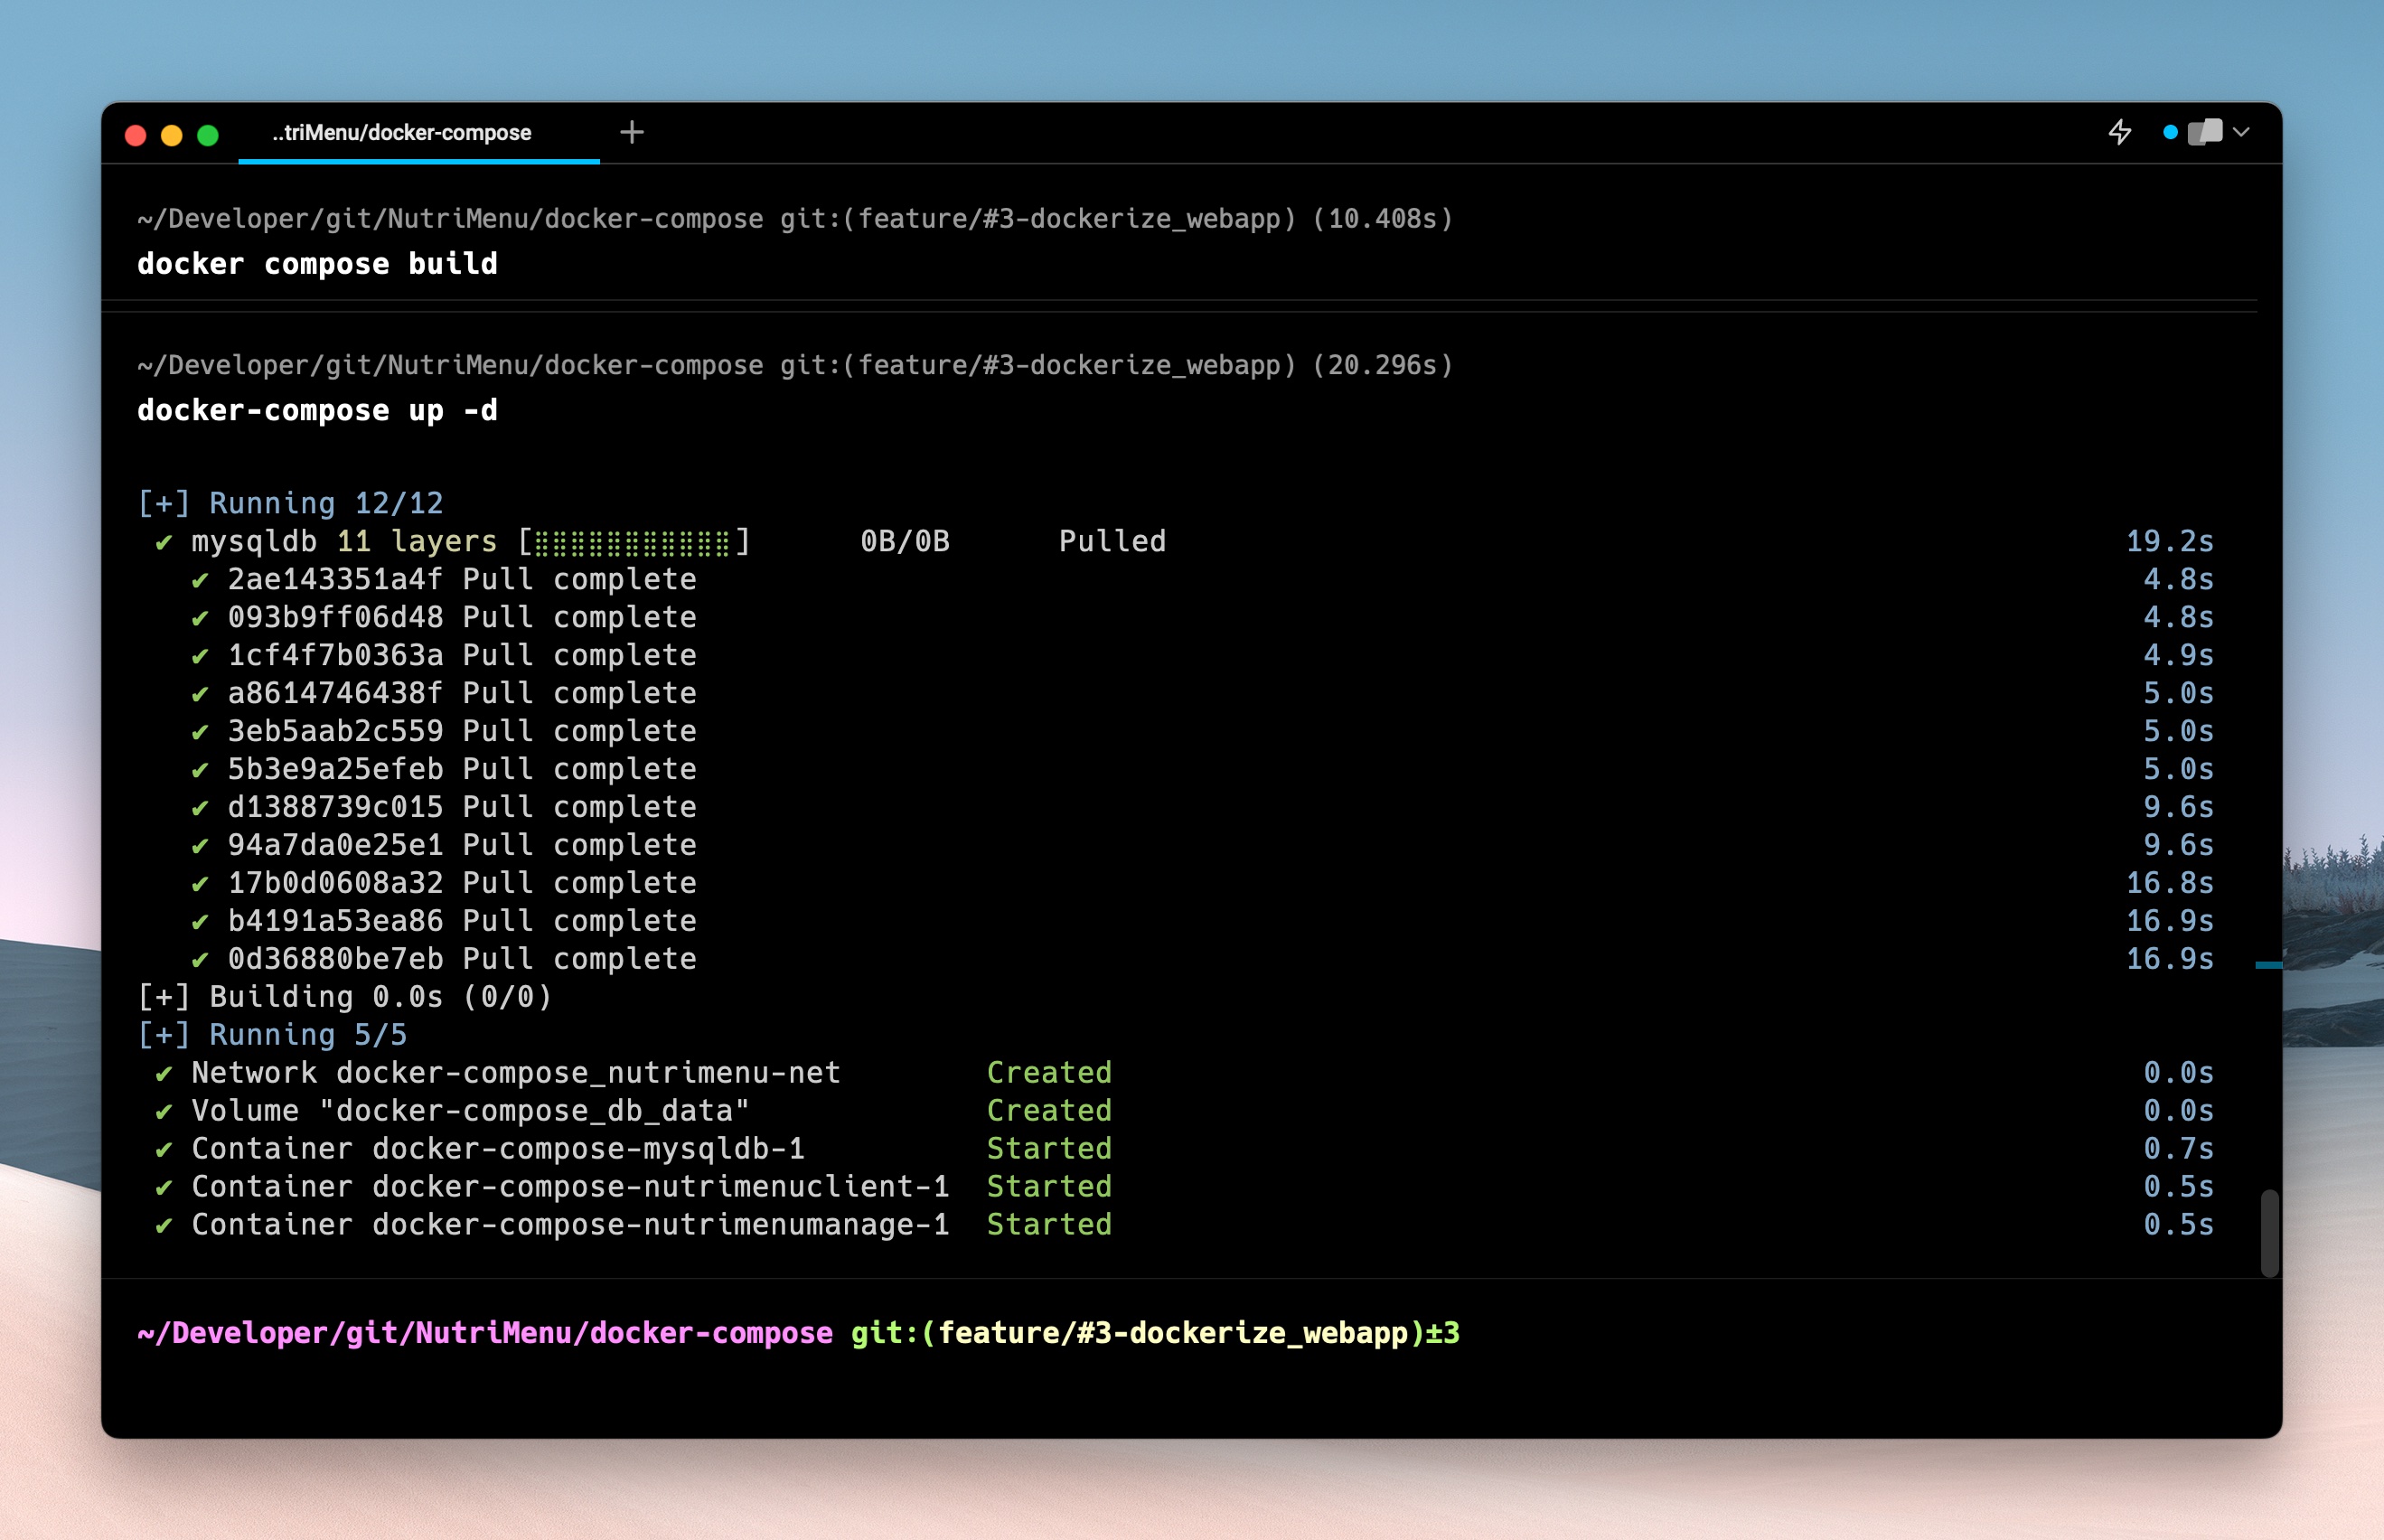 ..triMenu/docker-compose
~/Developer/git/NutriMenu/docker-compose git:(feature/#3-dockerize_webapp) (10.408s)
docker compose build
~/Developer/git/NutriMenu/docker-compose git:(feature/#3-dockerize_webapp) (20.296s)
docker-compose up -d
[+] Running 12/12
✔ mysqldb 11 layers [⣿⣿⣿⣿⣿⣿⣿⣿⣿⣿⣿] 0B/0B Pulled 19.2s
✔ 2ae143351a4f Pull complete 4.8s
✔ 093b9ff06d48 Pull complete 4.8s
✔ 1cf4f7b0363a Pull complete 4.9s
✔ a8614746438f Pull complete 5.0s
✔ 3eb5aab2c559 Pull complete 5.0s
✔ 5b3e9a25efeb Pull complete 5.0s
✔ d1388739c015 Pull complete 9.6s
✔ 94a7da0e25e1 Pull complete 9.6s
✔ 17b0d0608a32 Pull complete 16.8s
✔ b4191a53ea86 Pull complete 16.9s
✔ 0d36880be7eb Pull complete 16.9s
[+] Building 0.0s (0/0)
[+] Running 5/5
✔ Network docker-compose_nutrimenu-net Created 0.0s
✔ Volume "docker-compose_db_data" Created 0.0s
✔ Container docker-compose-mysqldb-1 Started 0.7s
✔ Container docker-compose-nutrimenuclient-1 Started 0.5s
✔ Container docker-compose-nutrimenumanage-1 Started 0.5s
~/Developer/git/NutriMenu/docker-compose git:(feature/#3-dockerize_webapp)±3